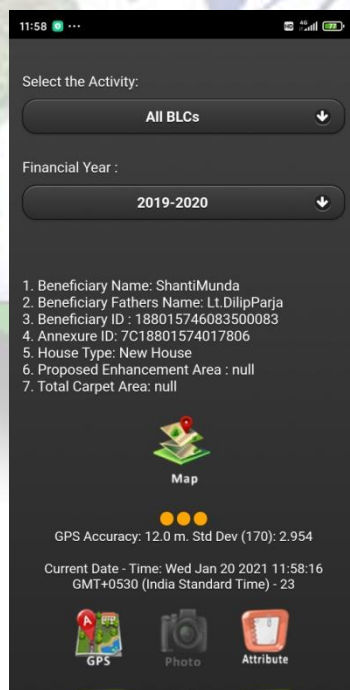 11:58
HD 4G 77
Select the Activity:
All BLCs
Financial Year :
2019-2020
1. Beneficiary Name: ShantiMunda
2. Beneficiary Fathers Name: Lt.DilipParja
3. Beneficiary ID : 188015746083500083
4. Annexure ID: 7C18801574017806
5. House Type: New House
6. Proposed Enhancement Area : null
7. Total Carpet Area: null
Map
GPS Accuracy: 12.0 m. Std Dev (170): 2.954
Current Date - Time: Wed Jan 20 2021 11:58:16
GMT+0530 (India Standard Time) - 23
A
GPS
Photo
Attribute